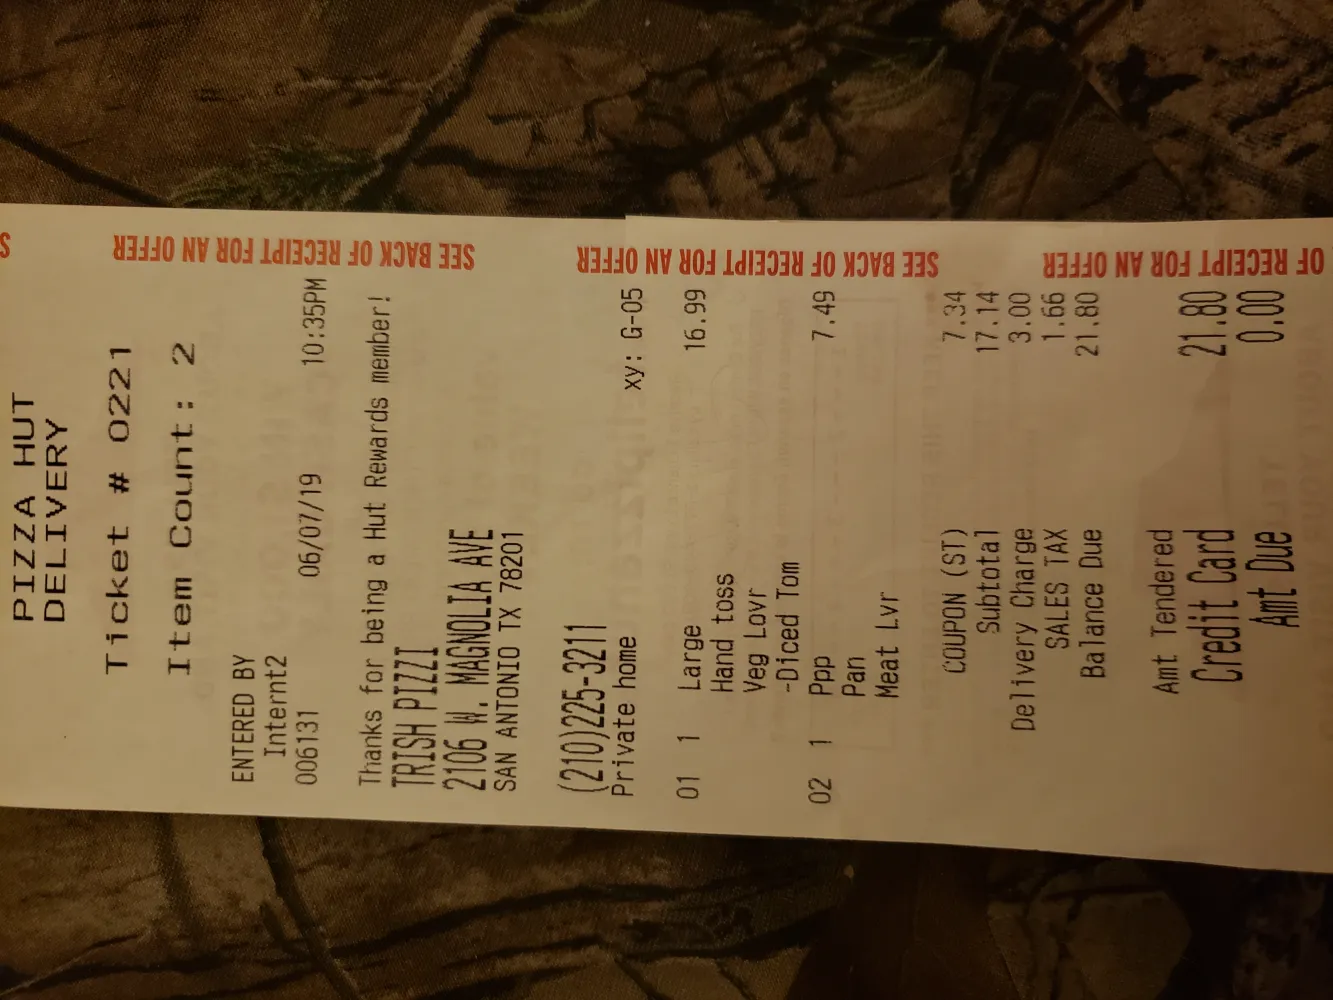 PIZZA HUT
DELIVERY
Ticket # 0221
Item Count: 2
ENTERED BY
Internt2
006131 06/07/19 10:35PM
Thanks for being a Hut Rewards member!
TRISH PIZZI
2106 W. MAGNOLIA AVE
SAN ANTONIO TX 78201
(210)225-3211
Private home xy: G-05
01 1 Large 16.99
Hand toss
Veg Lovr
-Diced Tom
02 1 Ppp 7.49
Pan
Meat Lvr
COUPON (ST) 7.34
Subtotal 17.14
Delivery Charge 3.00
SALES TAX 1.66
Balance Due 21.80
Amt Tendered
Credit Card 21.80
Amt Due 0.00
S
SEE BACK OF RECEIPT FOR AN OFFER
SEE BACK OF RECEIPT FOR AN OFFER
OF RECEIPT FOR AN OFFER